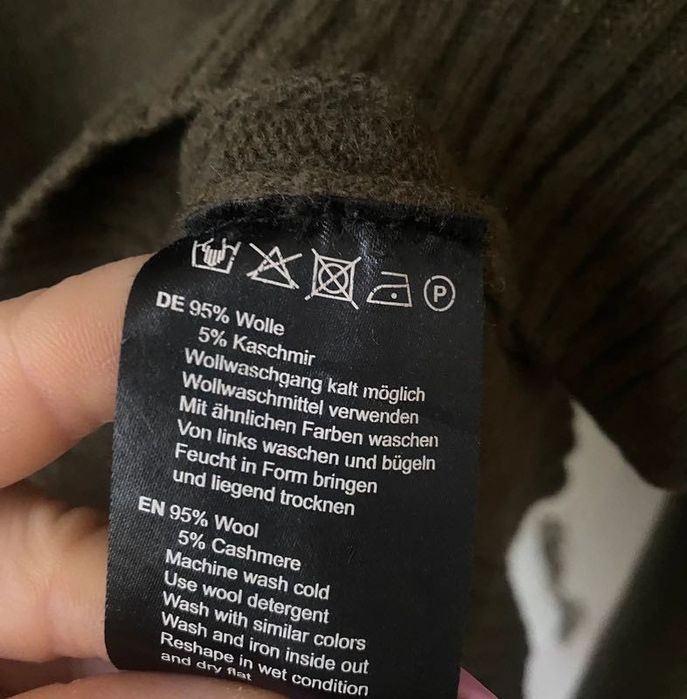 P
DE 95% Wolle
5% Kaschmir
Wollwaschgang kalt möglich
Wollwaschmittel verwenden
Mit ähnlichen Farben waschen
Von links waschen und bügeln
Feucht in Form bringen
und liegend trocknen
EN 95% Wool
5% Cashmere
Machine wash cold
Use wool detergent
Wash with similar colors
Wash and iron inside out
Reshape in wet condition
and dry flat